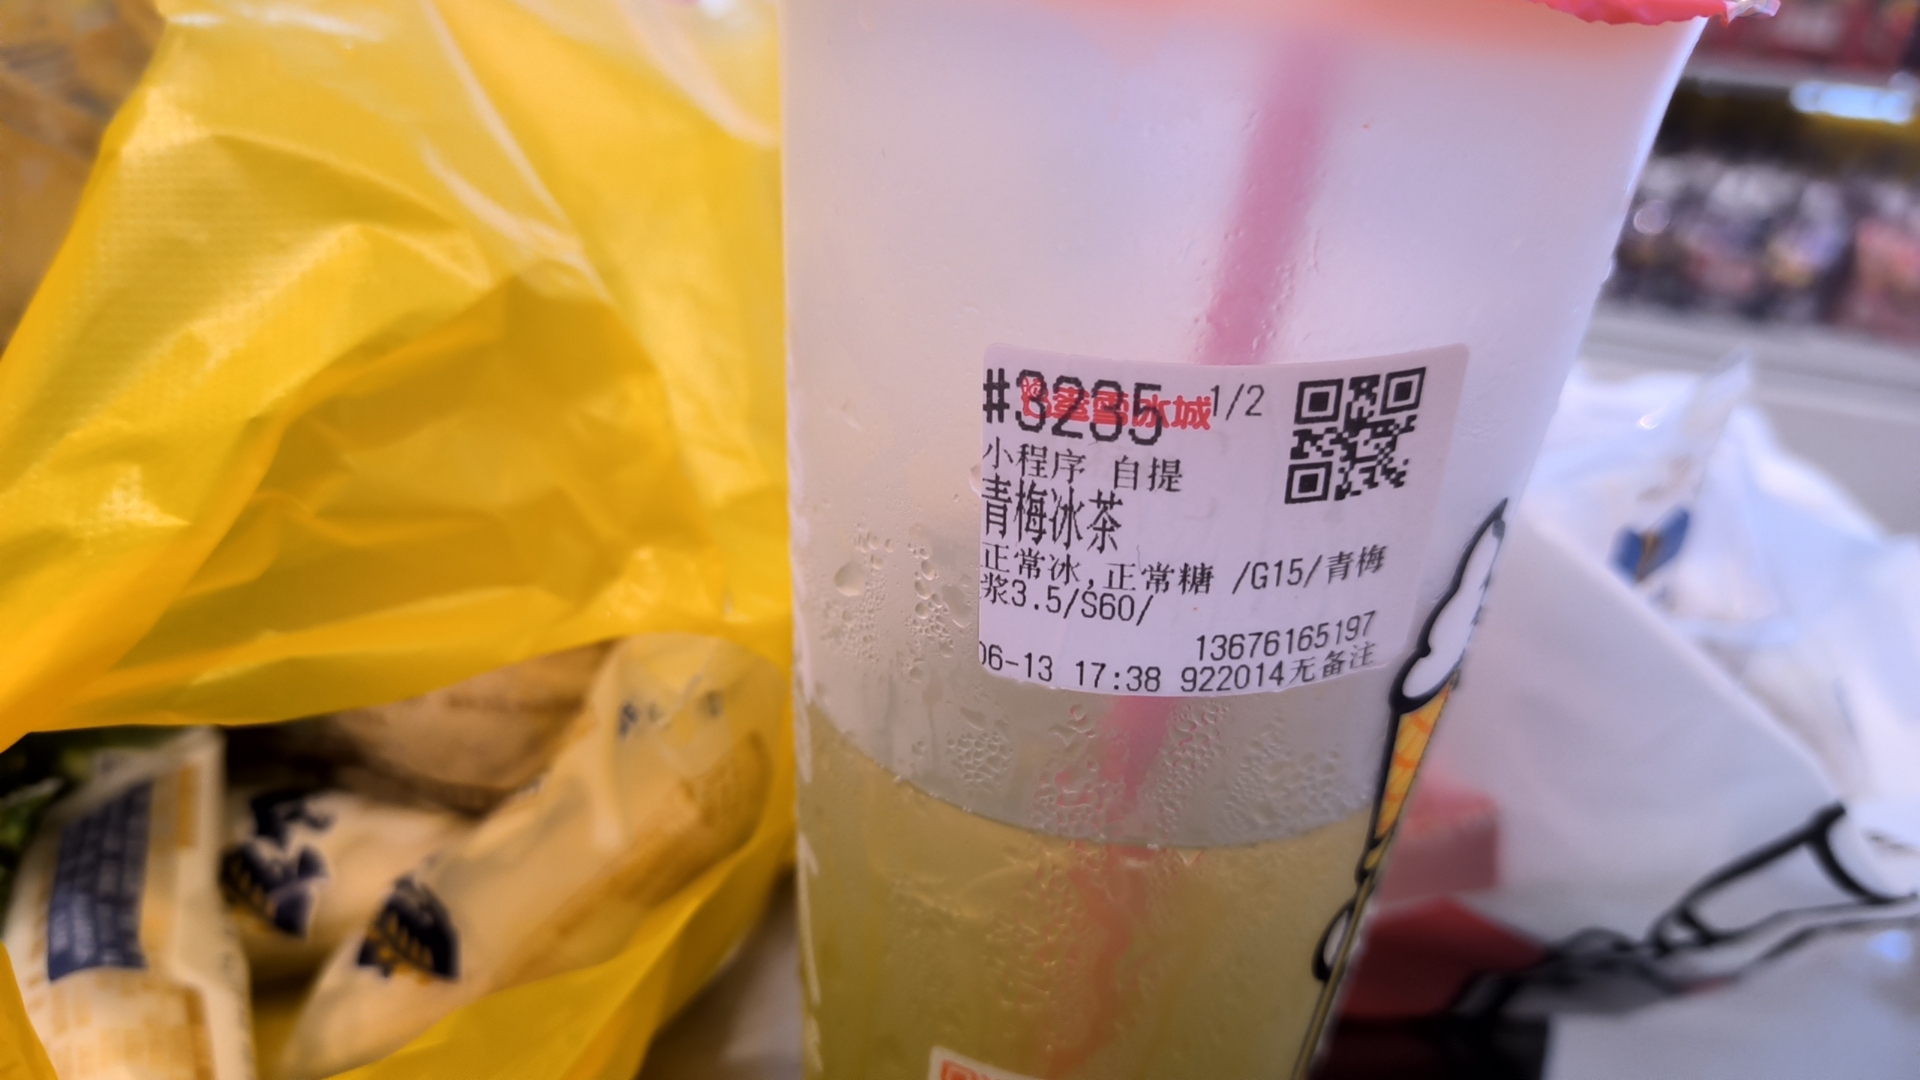 #3235 蜜雪冰城 1/2
小程序 自提
青梅冰茶
正常冰,正常糖 /G15/青梅
浆3.5/S60/
13676165197
06-13 17:38 922014无备注